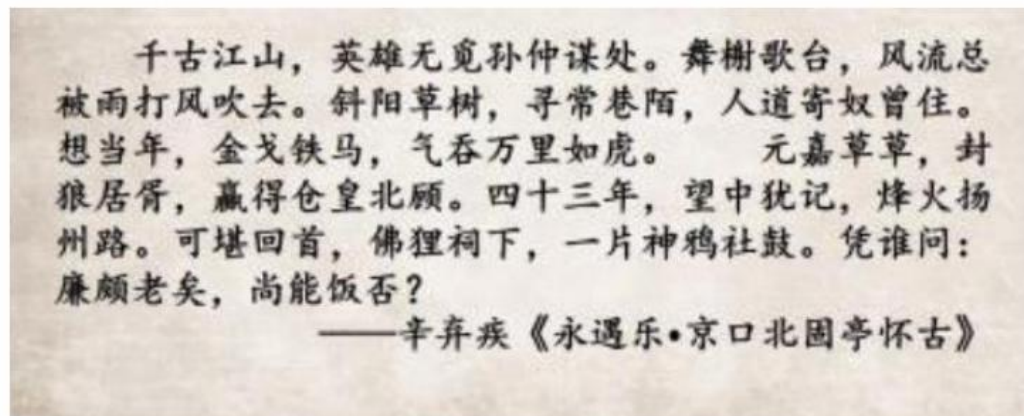 千古江山，英雄无觅孙仲谋处。舞榭歌台，风流总
被雨打风吹去。斜阳草树，寻常巷陌，人道寄奴曾住。
想当年，金戈铁马，气吞万里如虎。　　元嘉草草，封
狼居胥，赢得仓皇北顾。四十三年，望中犹记，烽火扬
州路。可堪回首，佛狸祠下，一片神鸦社鼓。凭谁问：
廉颇老矣，尚能饭否？
——辛弃疾《永遇乐•京口北固亭怀古》